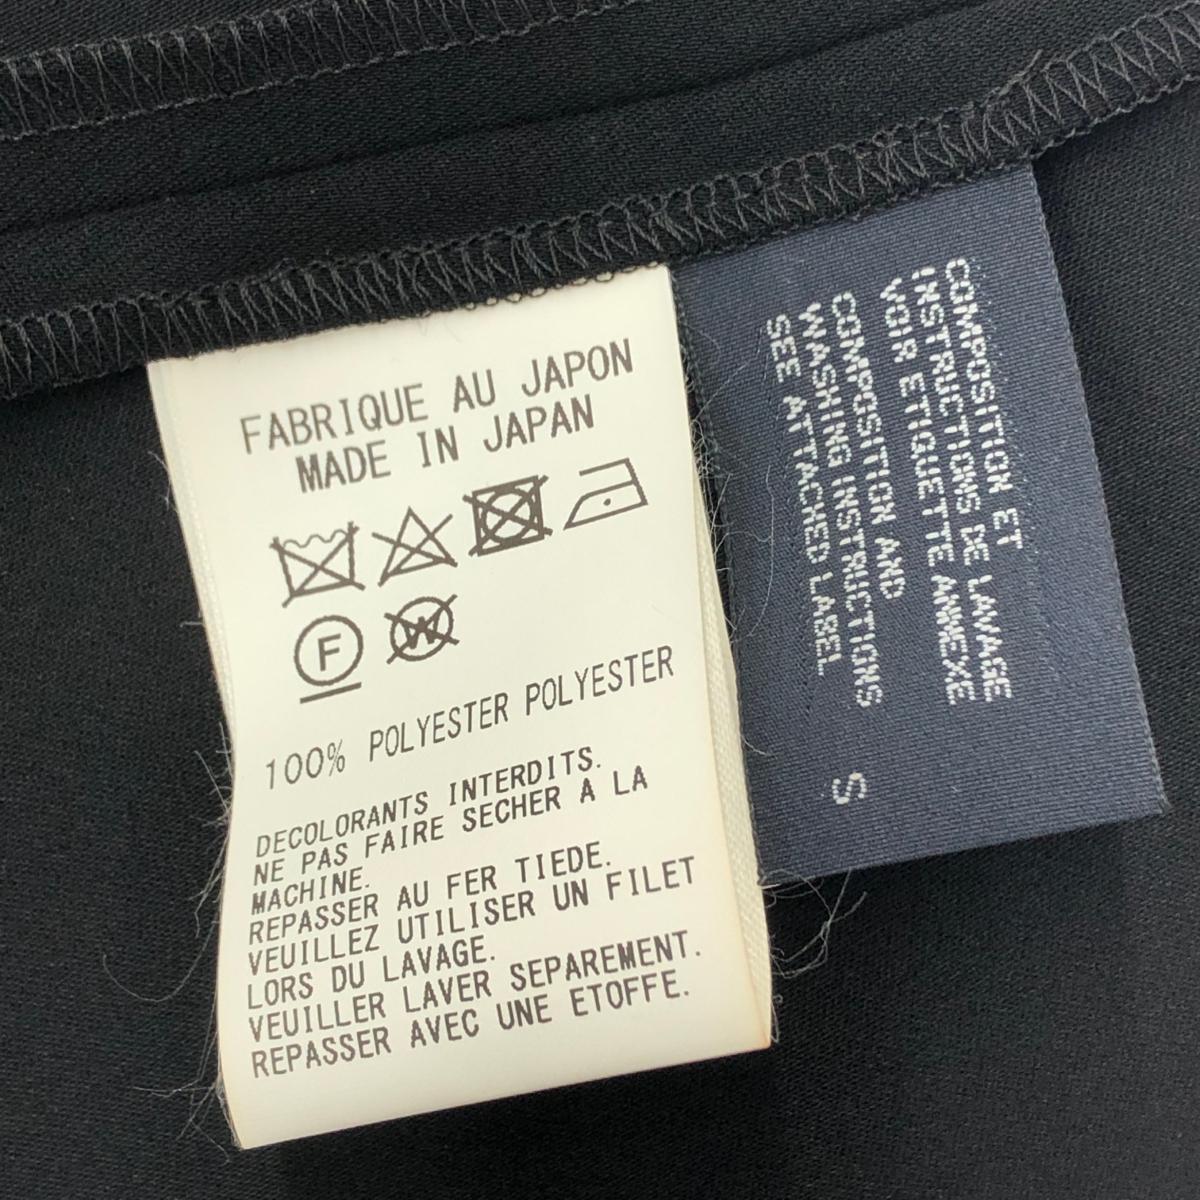 FABRIQUE AU JAPON
MADE IN JAPAN
F
W
100% POLYESTER POLYESTER
DECOLORANTS INTERDITS.
NE PAS FAIRE SECHER A LA
MACHINE.
REPASSER AU FER TIEDE.
VEUILLEZ UTILISER UN FILET
LORS DU LAVAGE.
VEUILLER LAVER SEPAREMENT.
REPASSER AVEC UNE ETOFFE.
COMPOSITION ET
INSTRUCTIONS DE LAVAGE
VOIR ETIQUETTE ANNEXE
COMPOSITION AND
WASHING INSTRUCTIONS
SEE ATTACHED LABEL
S